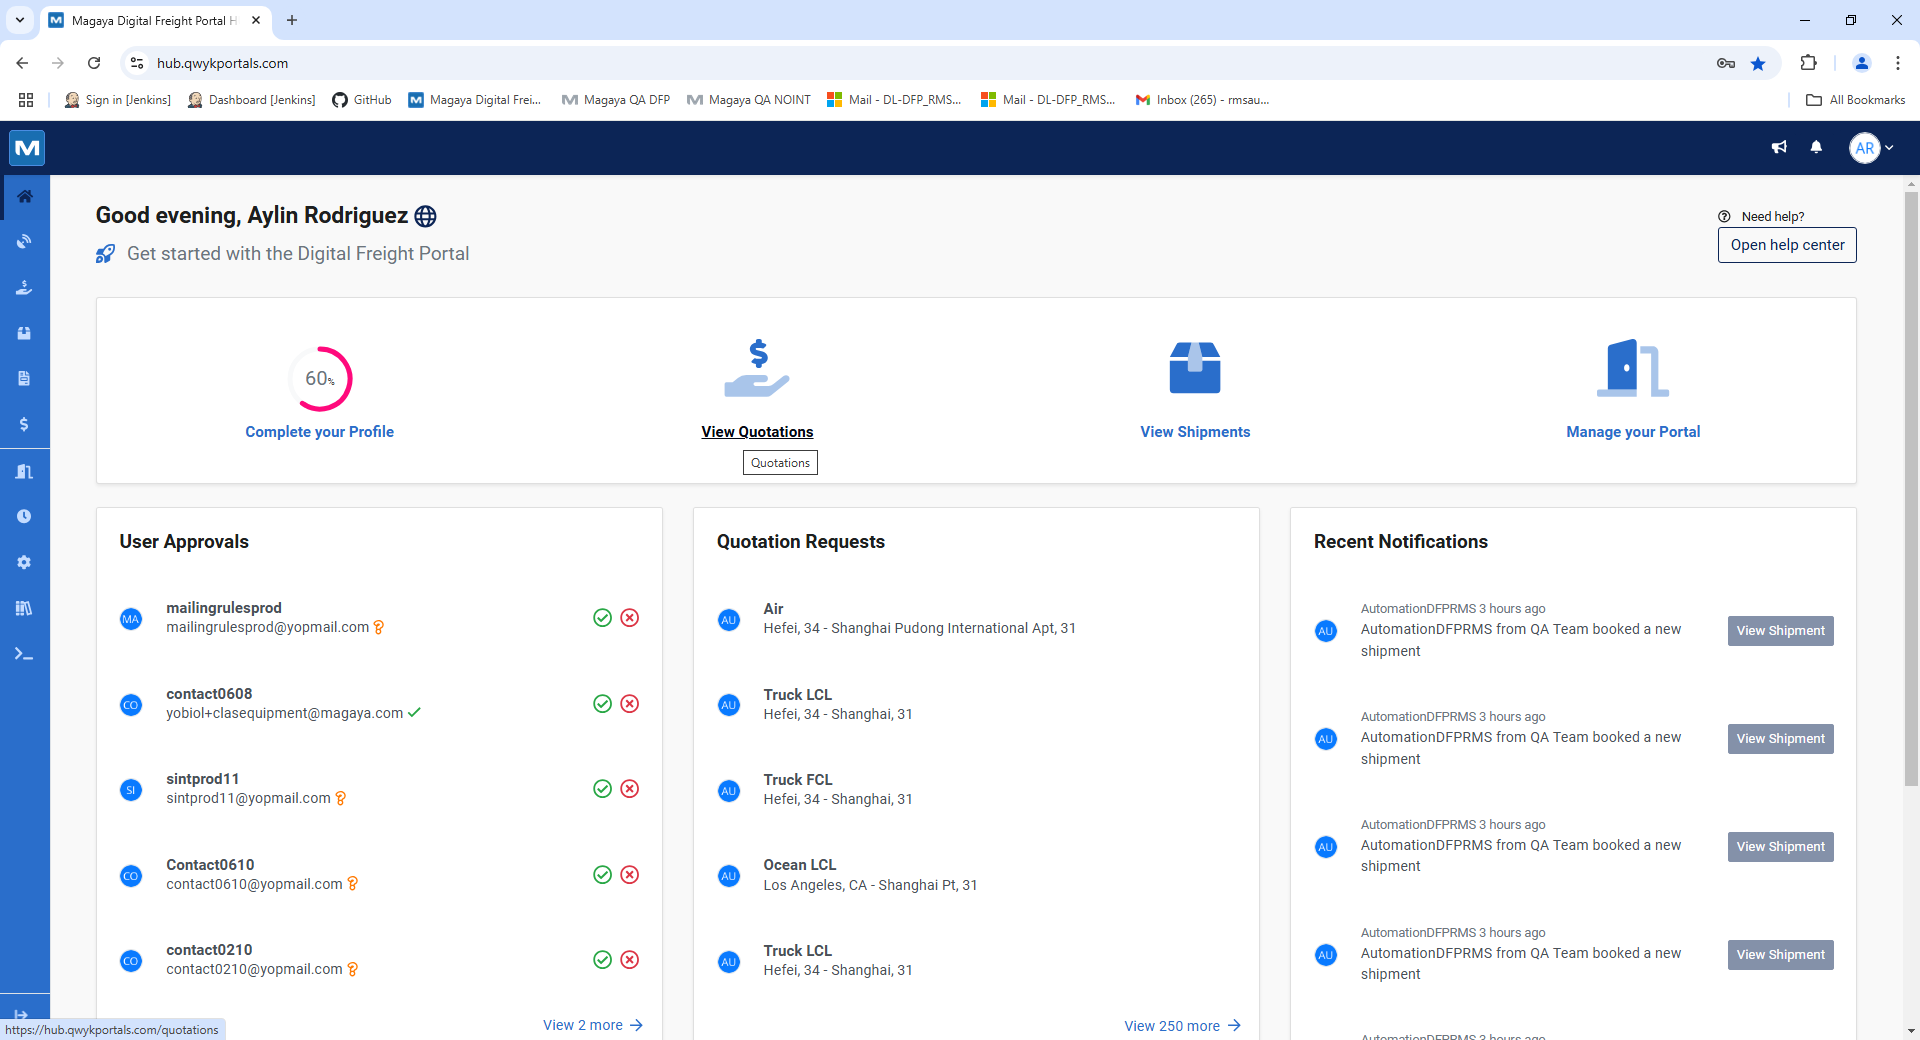 Magaya Digital Freight Portal H
hub.qwykportals.com
Sign in [Jenkins]
Dashboard [Jenkins]
GitHub
Magaya Digital Frei...
Magaya QA DFP
Magaya QA NOINT
Mail - DL-DFP_RMS...
Mail - DL-DFP_RMS...
Inbox (265) - rmsau...
All Bookmarks
AR
Good evening, Aylin Rodriguez
Get started with the Digital Freight Portal
Need help?
Open help center
60%
Complete your Profile
View Quotations
View Shipments
Manage your Portal
Quotations
User Approvals
MA
mailingrulesprod
mailingrulesprod@yopmail.com
CO
contact0608
yobiol+clasequipment@magaya.com
SI
sintprod11
sintprod11@yopmail.com
CO
Contact0610
contact0610@yopmail.com
CO
contact0210
contact0210@yopmail.com
View 2 more
Quotation Requests
AU
Air
Hefei, 34 - Shanghai Pudong International Apt, 31
AU
Truck LCL
Hefei, 34 - Shanghai, 31
AU
Truck FCL
Hefei, 34 - Shanghai, 31
AU
Ocean LCL
Los Angeles, CA - Shanghai Pt, 31
AU
Truck LCL
Hefei, 34 - Shanghai, 31
View 250 more
Recent Notifications
AU
AutomationDFPRMS 3 hours ago
AutomationDFPRMS from QA Team booked a new
shipment
View Shipment
AU
AutomationDFPRMS 3 hours ago
AutomationDFPRMS from QA Team booked a new
shipment
View Shipment
AU
AutomationDFPRMS 3 hours ago
AutomationDFPRMS from QA Team booked a new
shipment
View Shipment
AU
AutomationDFPRMS 3 hours ago
AutomationDFPRMS from QA Team booked a new
shipment
View Shipment
AutomationDFPRMS 3 hours ago
https://hub.qwykportals.com/quotations